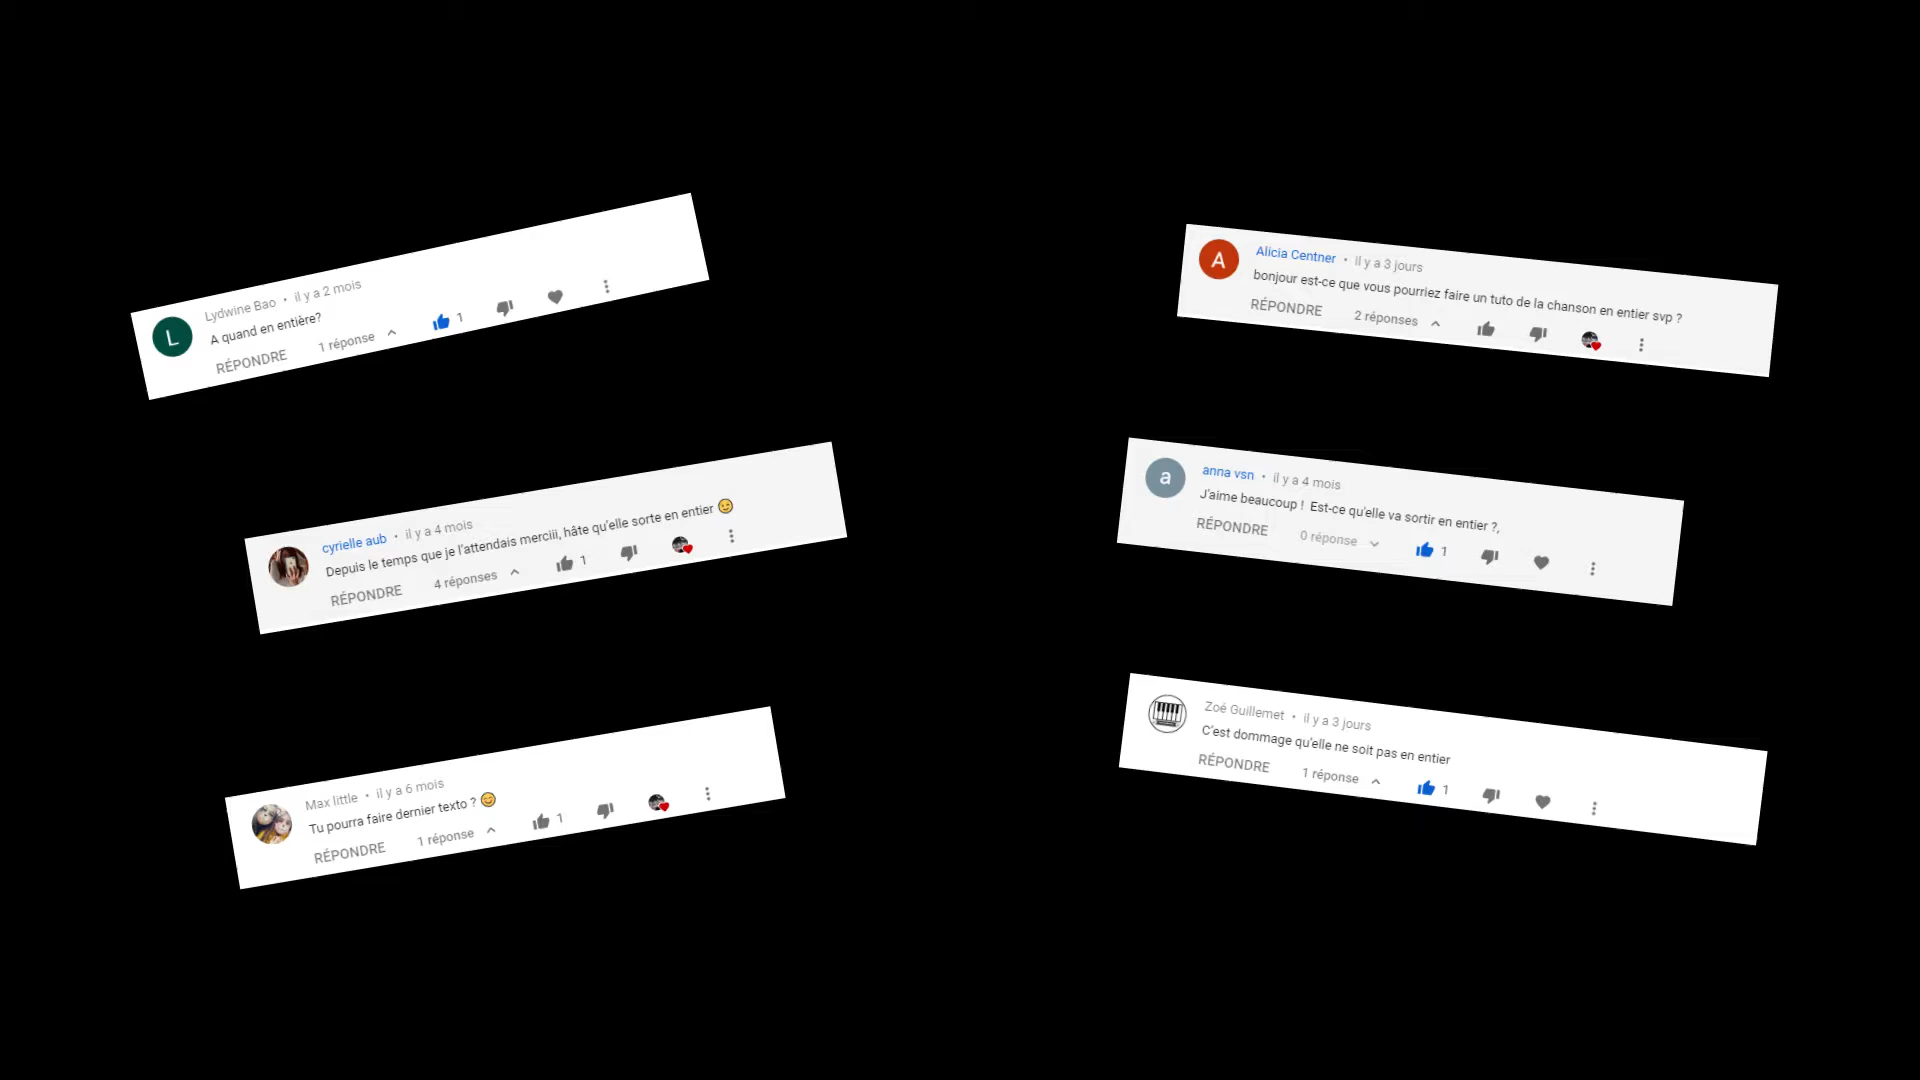 L
Lydwine Bao • il y a 2 mois
A quand en entière?
RÉPONDRE 1 réponse 1
cyrielle aub • il y a 4 mois
Depuis le temps que je l'attendais merciii, hâte qu'elle sorte en entier 😉
RÉPONDRE 4 réponses 1
Max little • il y a 6 mois
Tu pourra faire dernier texto ? 😊
RÉPONDRE 1 réponse 1
A
Alicia Centner • il y a 3 jours
bonjour est-ce que vous pourriez faire un tuto de la chanson en entier svp ?
RÉPONDRE 2 réponses
a
anna vsn • il y a 4 mois
J'aime beaucoup ! Est-ce qu'elle va sortir en entier ?,
RÉPONDRE 0 réponse 1
Zoé Guillemet • il y a 3 jours
C'est dommage qu'elle ne soit pas en entier
RÉPONDRE 1 réponse 1